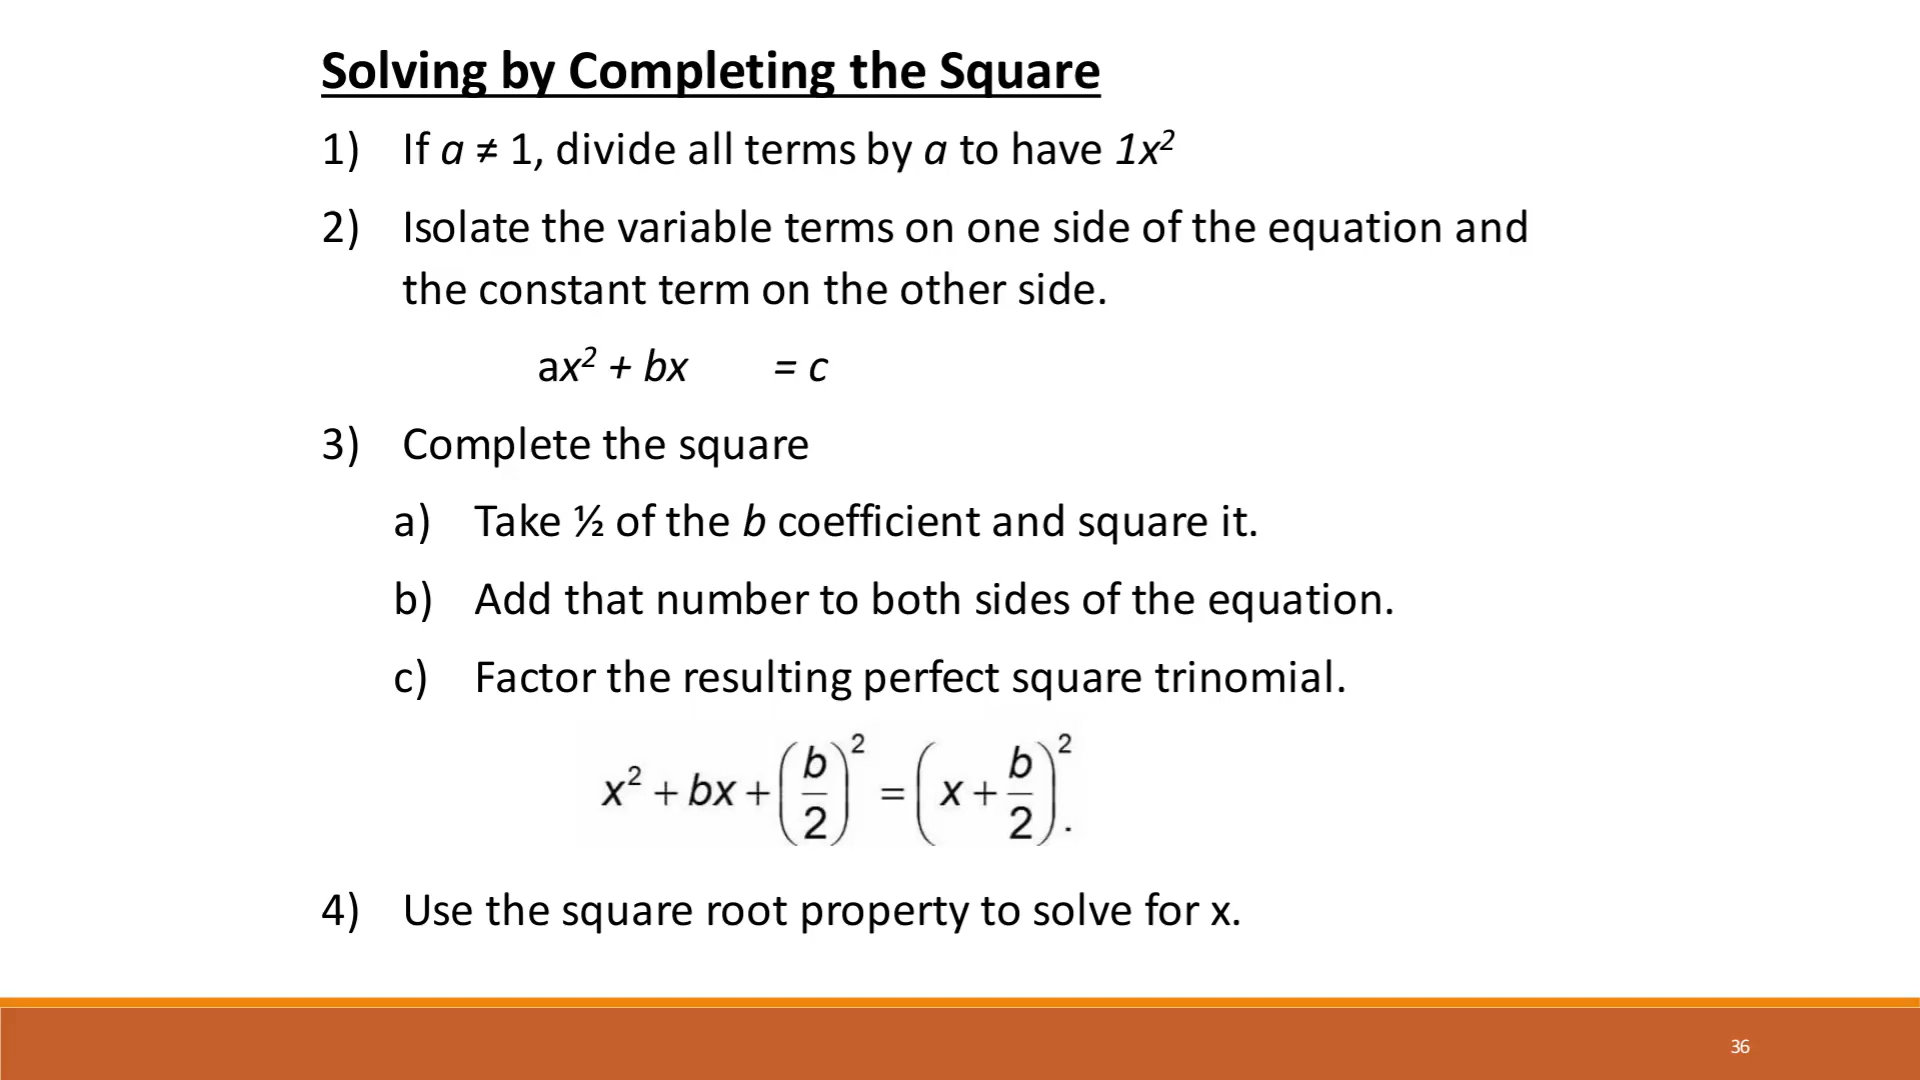 Solving by Completing the Square
1) If a ≠ 1, divide all terms by a to have 1x²
2) Isolate the variable terms on one side of the equation and
the constant term on the other side.
ax² + bx = c
3) Complete the square
a) Take ½ of the b coefficient and square it.
b) Add that number to both sides of the equation.
c) Factor the resulting perfect square trinomial.
x² + bx + (b/2)² = (x + b/2)².
4) Use the square root property to solve for x.
36